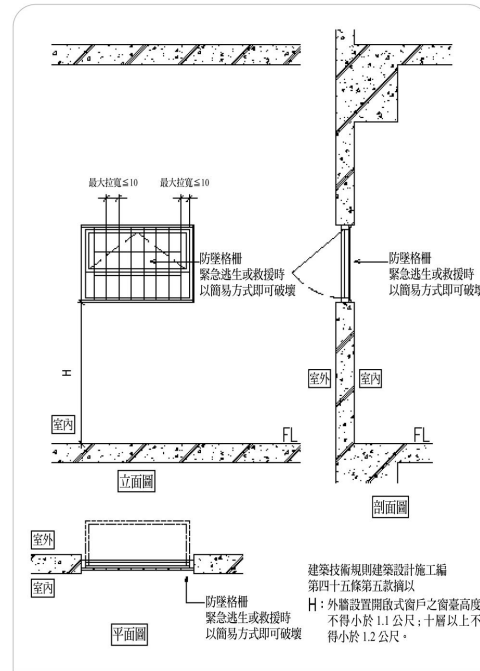 最大拉寬≦10
最大拉寬≦10
防墜格柵
緊急逃生或救援時
以簡易方式即可破壞
防墜格柵
緊急逃生或救援時
以簡易方式即可破壞
H
室內
FL
立面圖
室外
室內
FL
剖面圖
室外
室內
防墜格柵
緊急逃生或救援時
以簡易方式即可破壞
平面圖
建築技術規則建築設計施工編
第四十五條第五款摘以
H：外牆設置開啟式窗戶之窗臺高度
不得小於 1.1 公尺；十層以上不
得小於 1.2 公尺。